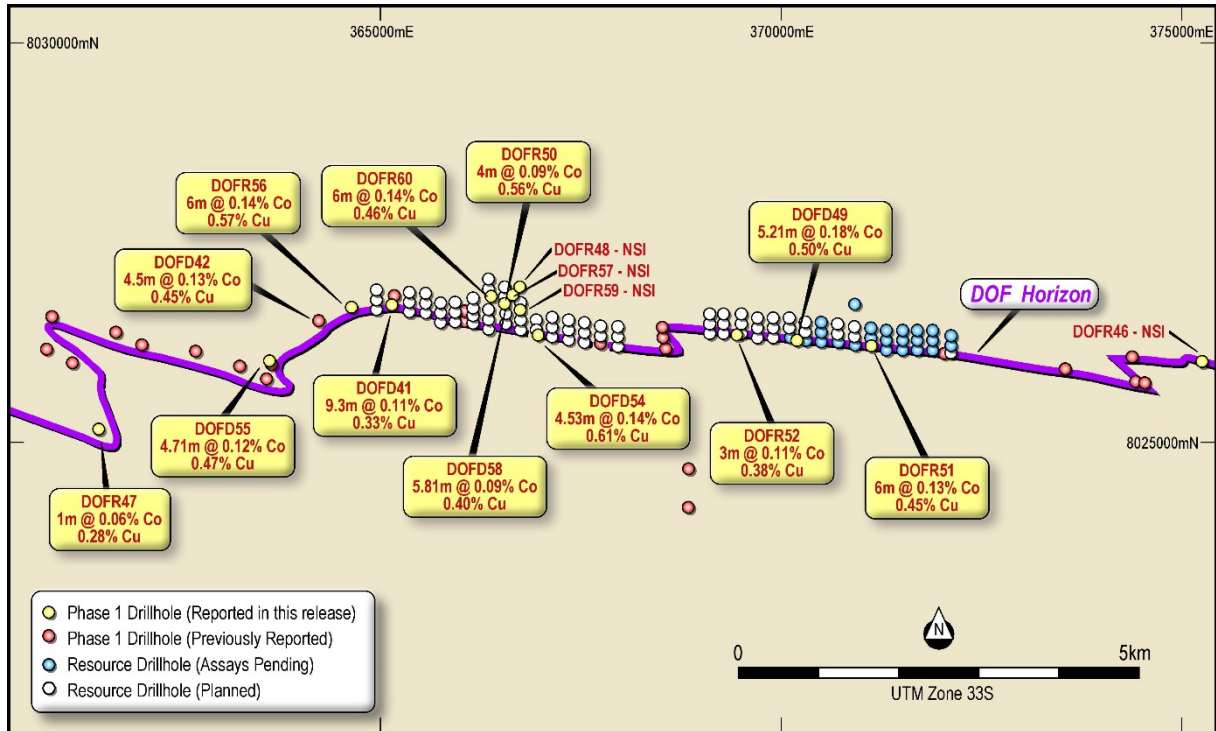 365000mE
370000mE
375000mE
8030000mN
DOFR50
4m @ 0.09% Co
0.56% Cu
DOFR56
6m @ 0.14% Co
0.57% Cu
DOFR60
6m @ 0.14% Co
0.46% Cu
DOFD49
5.21m @ 0.18% Co
0.50% Cu
DOFR48 - NSI
DOFR57 - NSI
DOFR59 - NSI
DOFD42
4.5m @ 0.13% Co
0.45% Cu
DOF Horizon
DOFR46 - NSI
DOFD41
9.3m @ 0.11% Co
0.33% Cu
DOFD54
4.53m @ 0.14% Co
0.61% Cu
DOFD55
4.71m @ 0.12% Co
0.47% Cu
DOFR52
3m @ 0.11% Co
0.38% Cu
8025000mN
DOFD58
5.81m @ 0.09% Co
0.40% Cu
DOFR51
6m @ 0.13% Co
0.45% Cu
DOFR47
1m @ 0.06% Co
0.28% Cu
Phase 1 Drillhole (Reported in this release)
Phase 1 Drillhole (Previously Reported)
Resource Drillhole (Assays Pending)
Resource Drillhole (Planned)
N
0
5km
UTM Zone 33S